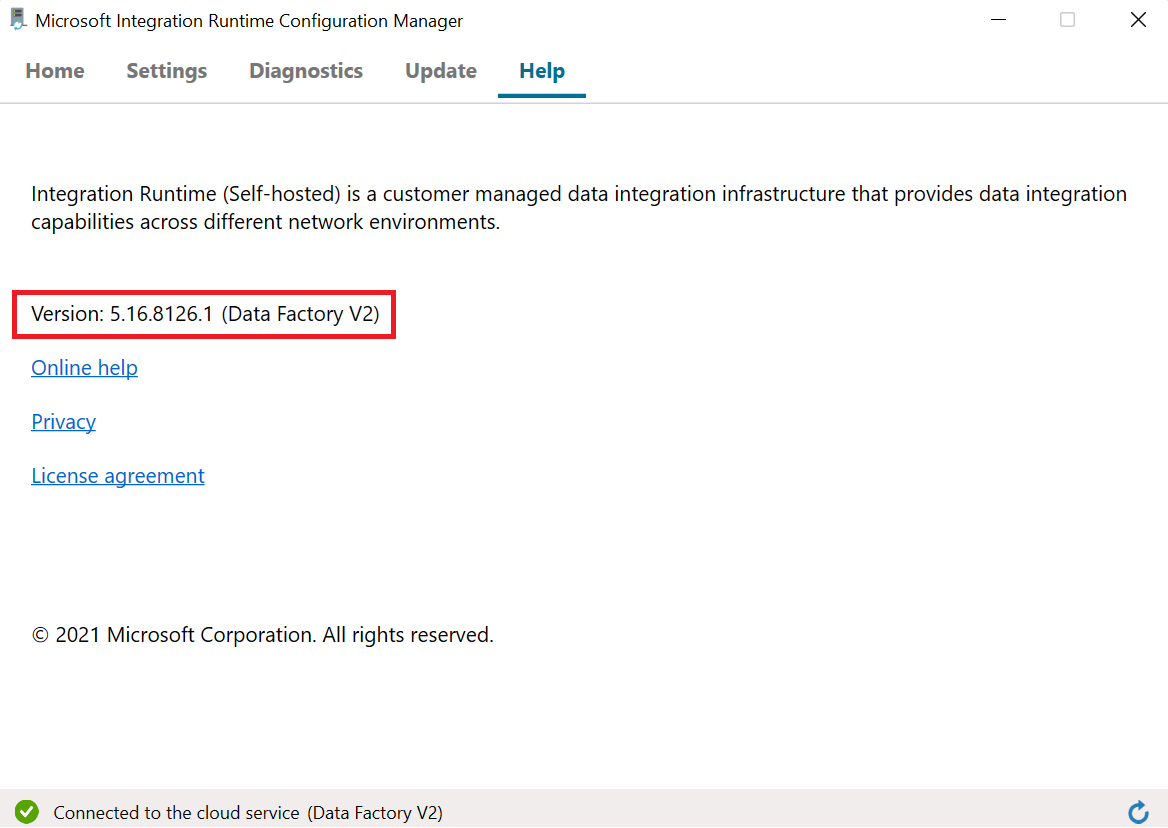 Microsoft Integration Runtime Configuration Manager
Home Settings Diagnostics Update Help
Integration Runtime (Self-hosted) is a customer managed data integration infrastructure that provides data integration
capabilities across different network environments.
Version: 5.16.8126.1 (Data Factory V2)
Online help
Privacy
License agreement
© 2021 Microsoft Corporation. All rights reserved.
Connected to the cloud service (Data Factory V2)